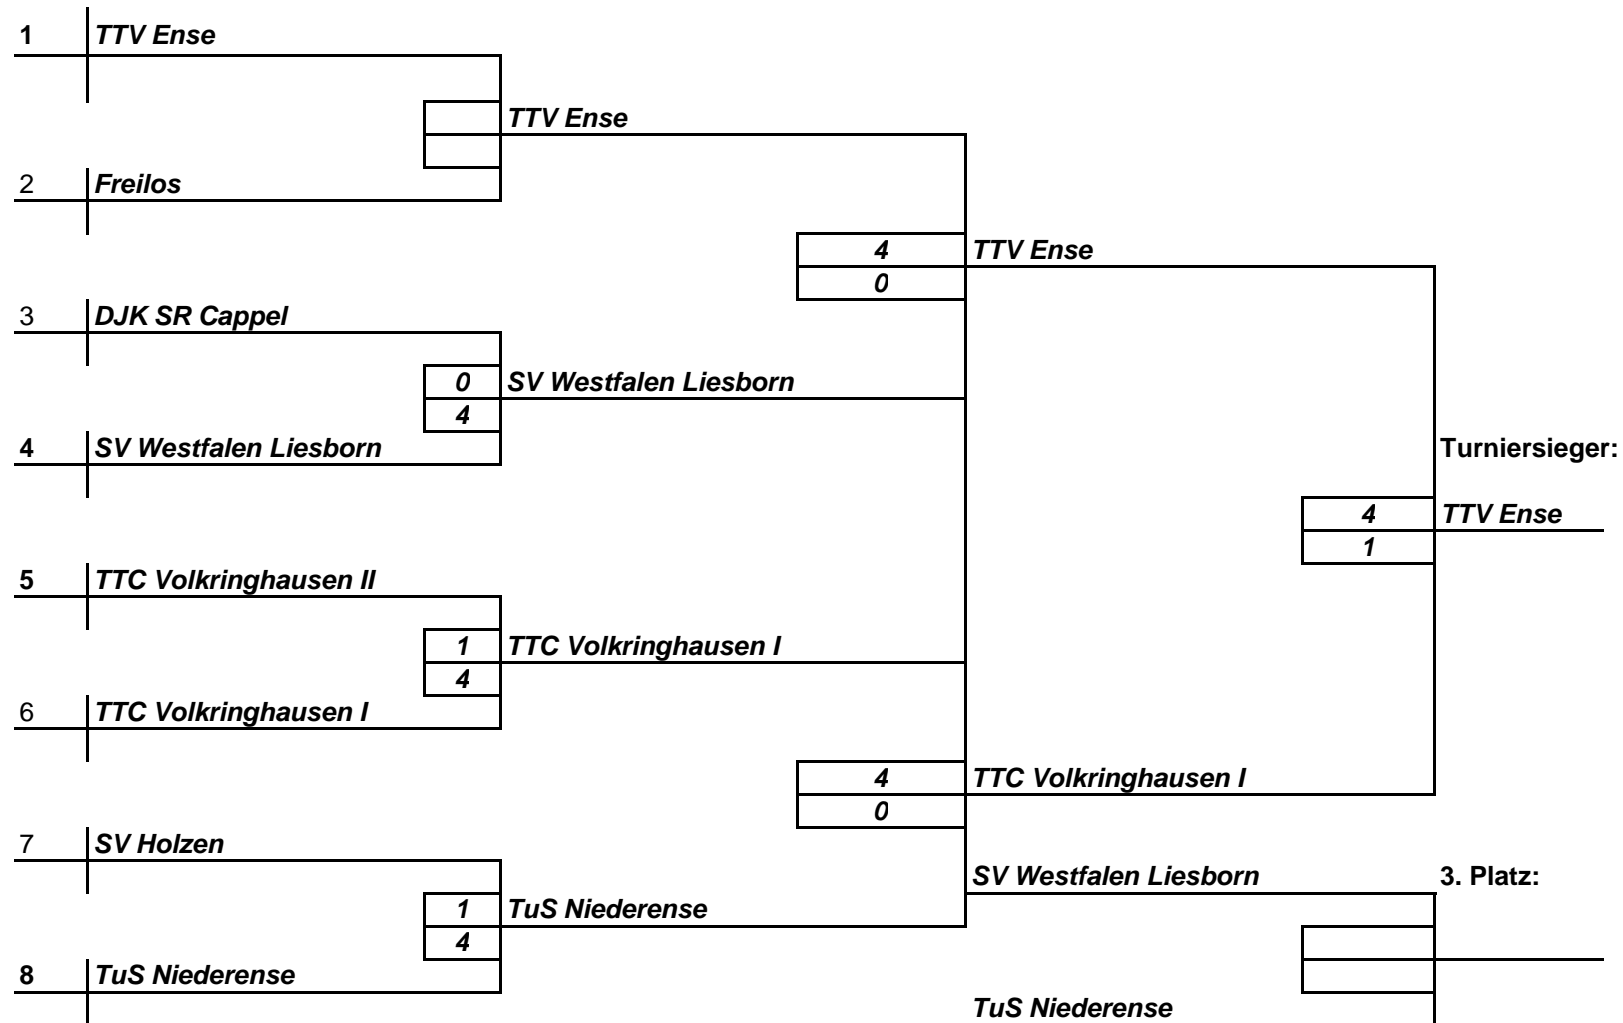 1 TTV Ense
TTV Ense
2 Freilos
4 TTV Ense
0
3 DJK SR Cappel
0 SV Westfalen Liesborn
4
4 SV Westfalen Liesborn
Turniersieger:
4 TTV Ense
1
5 TTC Volkringhausen II
1 TTC Volkringhausen I
4
6 TTC Volkringhausen I
4 TTC Volkringhausen I
0
7 SV Holzen
SV Westfalen Liesborn 3. Platz:
1 TuS Niederense
4
8 TuS Niederense
TuS Niederense